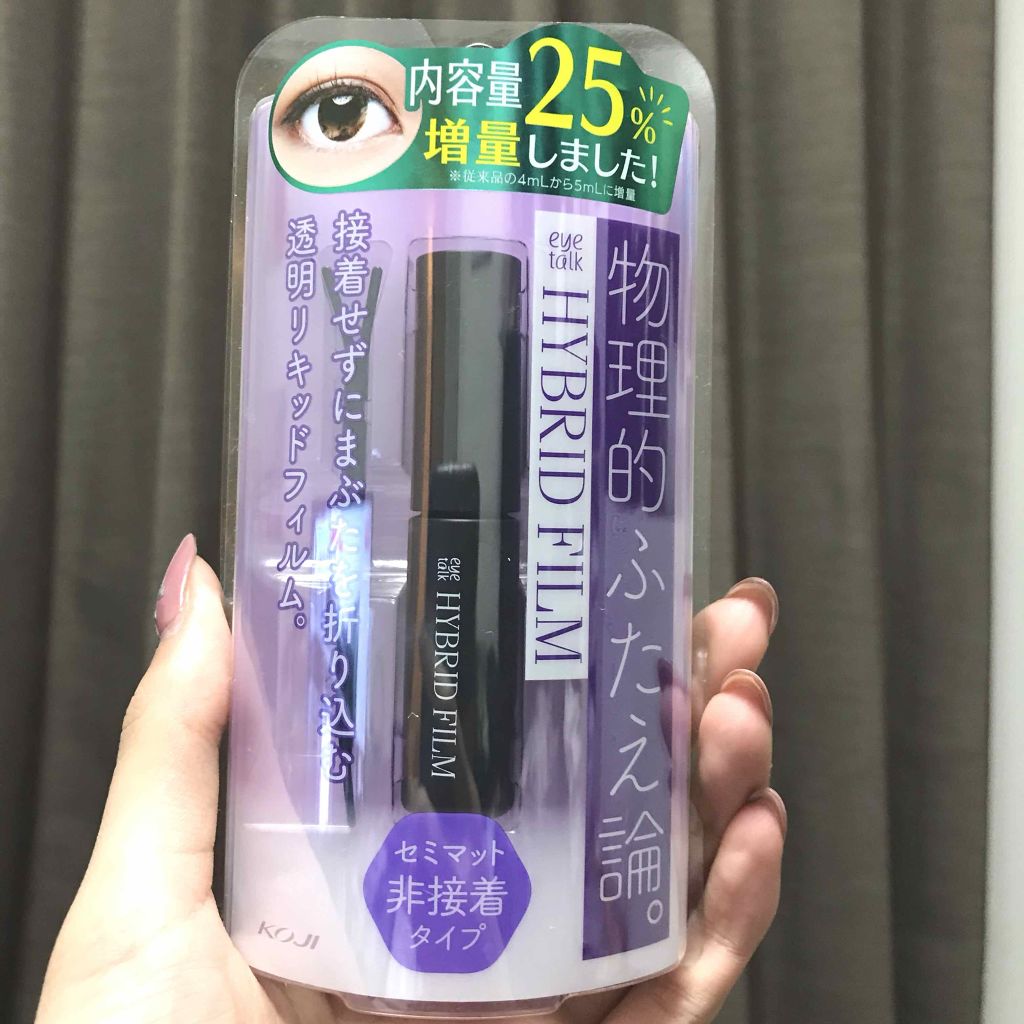 内容量25%
増量しました!
※従来品の4mLから5mLに増量
物理的ふたえ論。
eye
talk
HYBRID FILM
接着せずにまぶたを折り込む
透明リキッドフィルム。
eye
talk
HYBRID FILM
セミマット
非接着
タイプ
KOJI